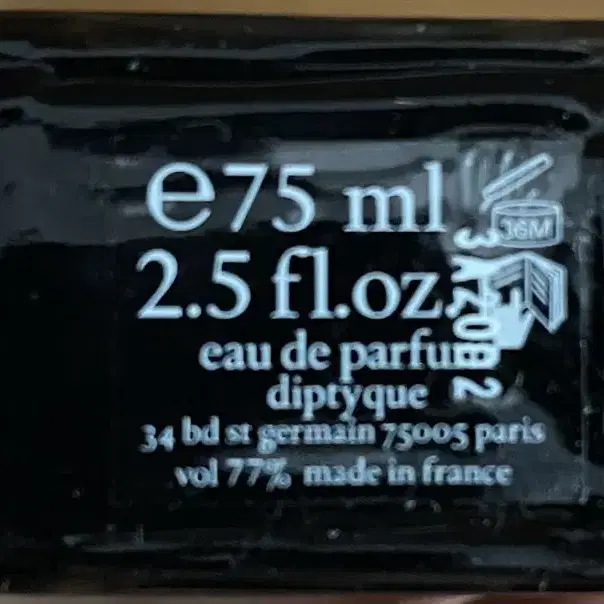 ℮75 ml
36M
2.5 fl.oz.
eau de parfum
diptyque
34 bd st germain 75005 paris
vol 77% made in france